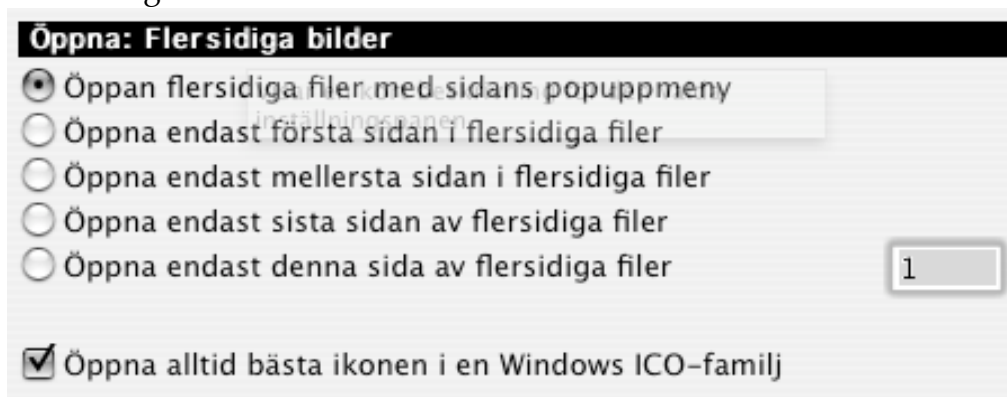 Öppna: Flersidiga bilder
Öppan flersidiga filer med sidans popuppmeny
inställningspanen
Öppna endast första sidan i flersidiga filer
Öppna endast mellersta sidan i flersidiga filer
Öppna endast sista sidan av flersidiga filer
Öppna endast denna sida av flersidiga filer
1
Öppna alltid bästa ikonen i en Windows ICO-familj